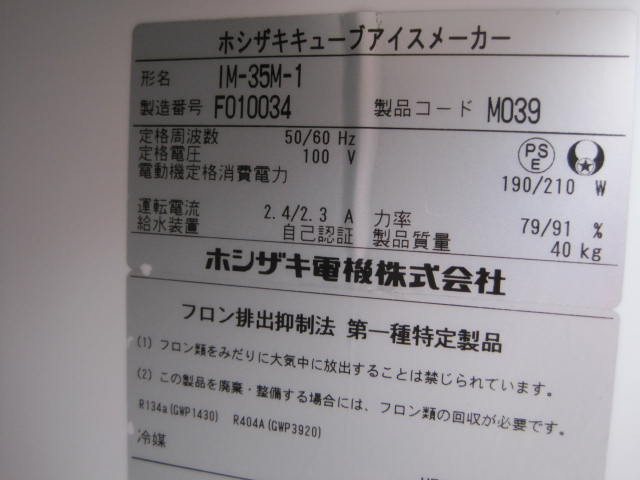 ホシザキキューブアイスメーカー
形名 IM-35M-1
製造番号 F010034 製品コード M039
定格周波数 50/60 Hz
定格電圧 100 V
電動機定格消費電力 190/210 W
PS
E
運転電流 2.4/2.3 A 力率 79/91 %
給水装置 自己認証 製品質量 40 kg
ホシザキ電機株式会社
フロン排出抑制法 第一種特定製品
(1) フロン類をみだりに大気中に放出することは禁じられています。
(2) この製品を廃棄・整備する場合には、フロン類の回収が必要です。
R134a(GWP1430) R404A(GWP3920)
冷媒